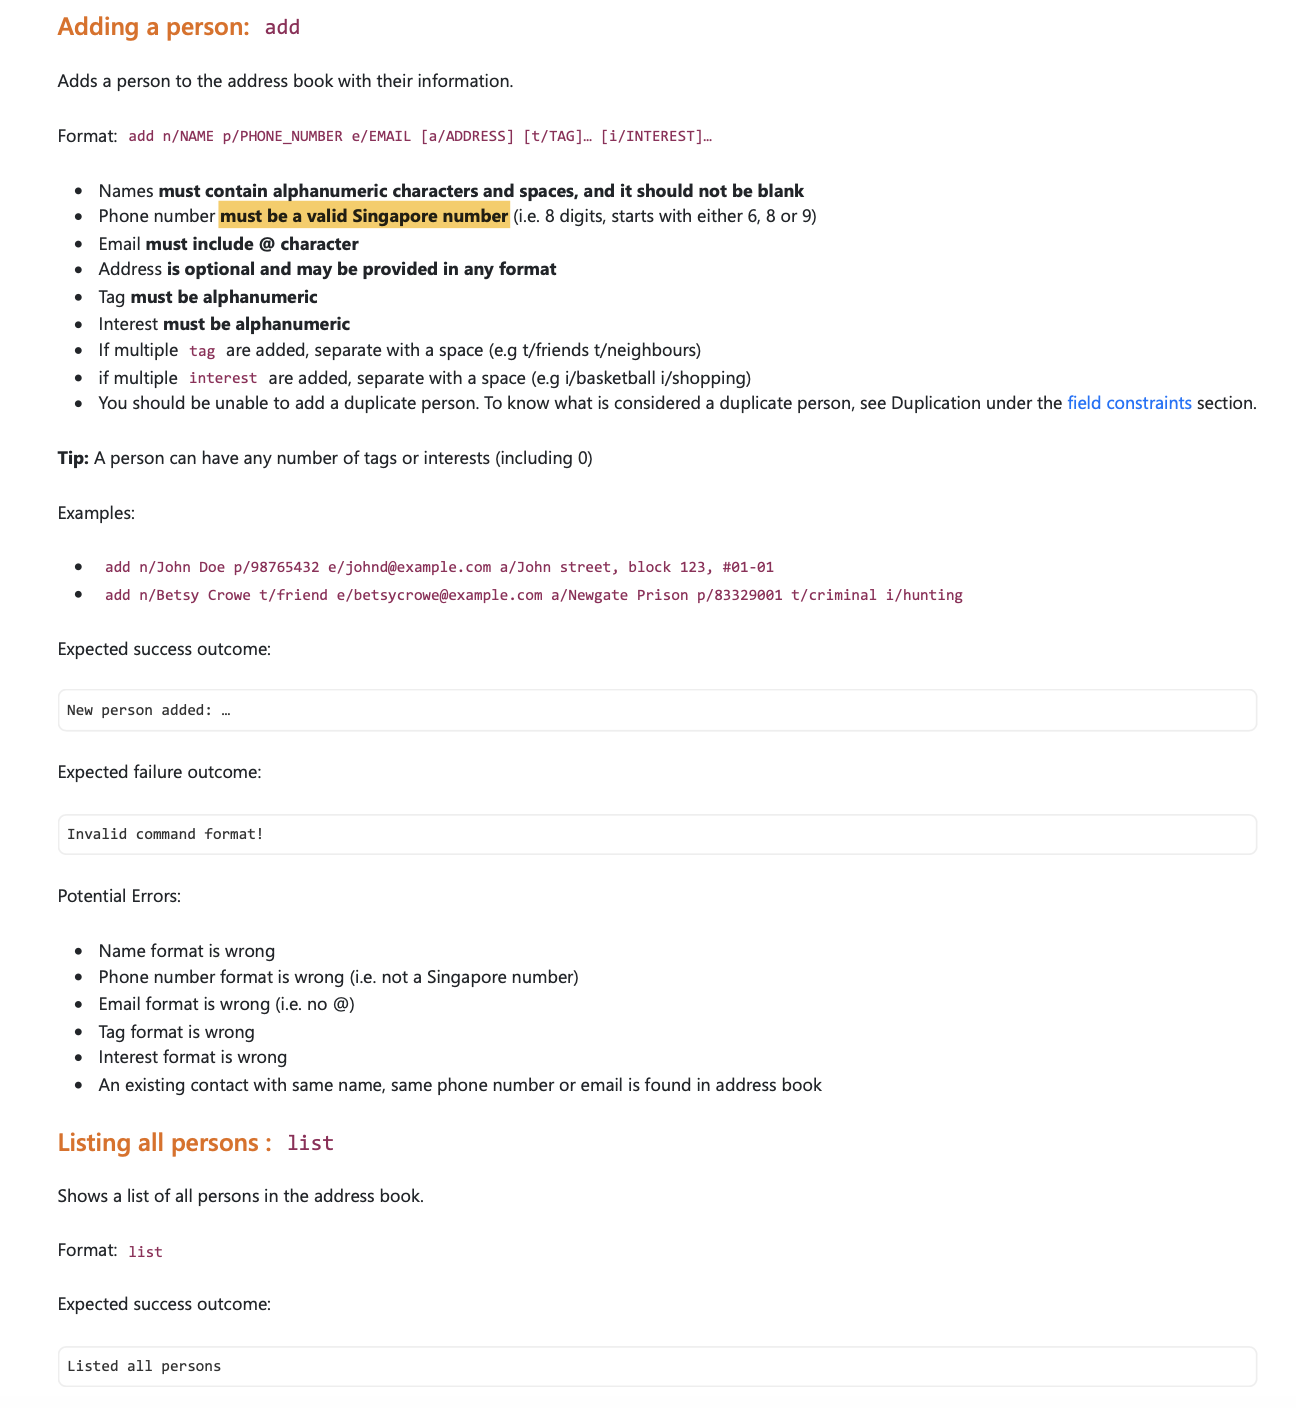 Adding a person: add
Adds a person to the address book with their information.
Format: add n/NAME p/PHONE_NUMBER e/EMAIL [a/ADDRESS] [t/TAG]… [i/INTEREST]…
• Names must contain alphanumeric characters and spaces, and it should not be blank
• Phone number must be a valid Singapore number (i.e. 8 digits, starts with either 6, 8 or 9)
• Email must include @ character
• Address is optional and may be provided in any format
• Tag must be alphanumeric
• Interest must be alphanumeric
• If multiple tag are added, separate with a space (e.g t/friends t/neighbours)
• if multiple interest are added, separate with a space (e.g i/basketball i/shopping)
• You should be unable to add a duplicate person. To know what is considered a duplicate person, see Duplication under the field constraints section.
Tip: A person can have any number of tags or interests (including 0)
Examples:
• add n/John Doe p/98765432 e/johnd@example.com a/John street, block 123, #01-01
• add n/Betsy Crowe t/friend e/betsycrowe@example.com a/Newgate Prison p/83329001 t/criminal i/hunting
Expected success outcome:
New person added: …
Expected failure outcome:
Invalid command format!
Potential Errors:
• Name format is wrong
• Phone number format is wrong (i.e. not a Singapore number)
• Email format is wrong (i.e. no @)
• Tag format is wrong
• Interest format is wrong
• An existing contact with same name, same phone number or email is found in address book
Listing all persons : list
Shows a list of all persons in the address book.
Format: list
Expected success outcome:
Listed all persons